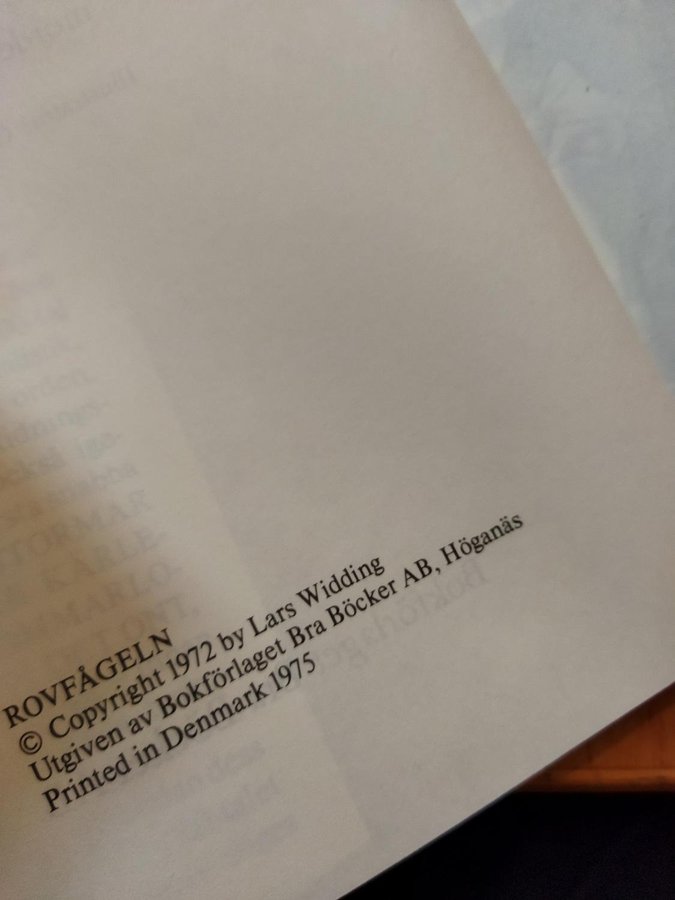 ROVFÅGELN
© Copyright 1972 by Lars Widding
Utgiven av Bokförlaget Bra Böcker AB, Höganäs
Printed in Denmark 1975